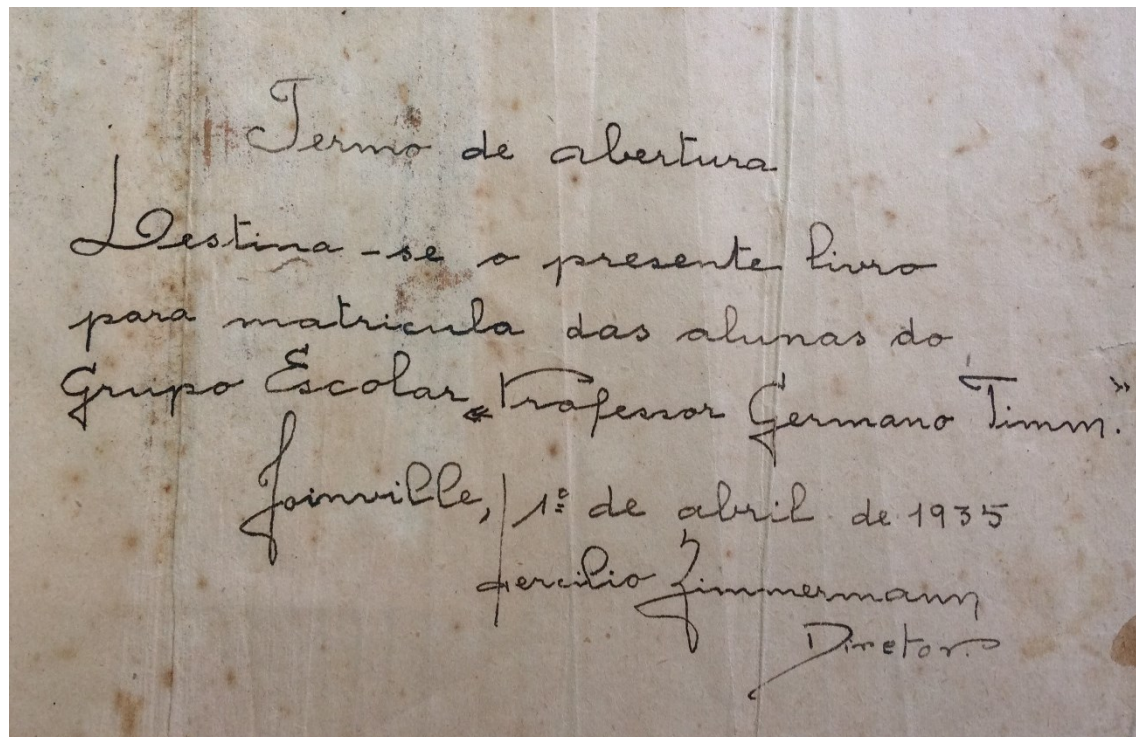 Termo de abertura
Destina-se o presente livro
para matricula das alunas do
Grupo Escolar „Professor Germano Timm.”
Joinville, 1º de abril de 1935
Hercilio Zimmermann
Diretor.